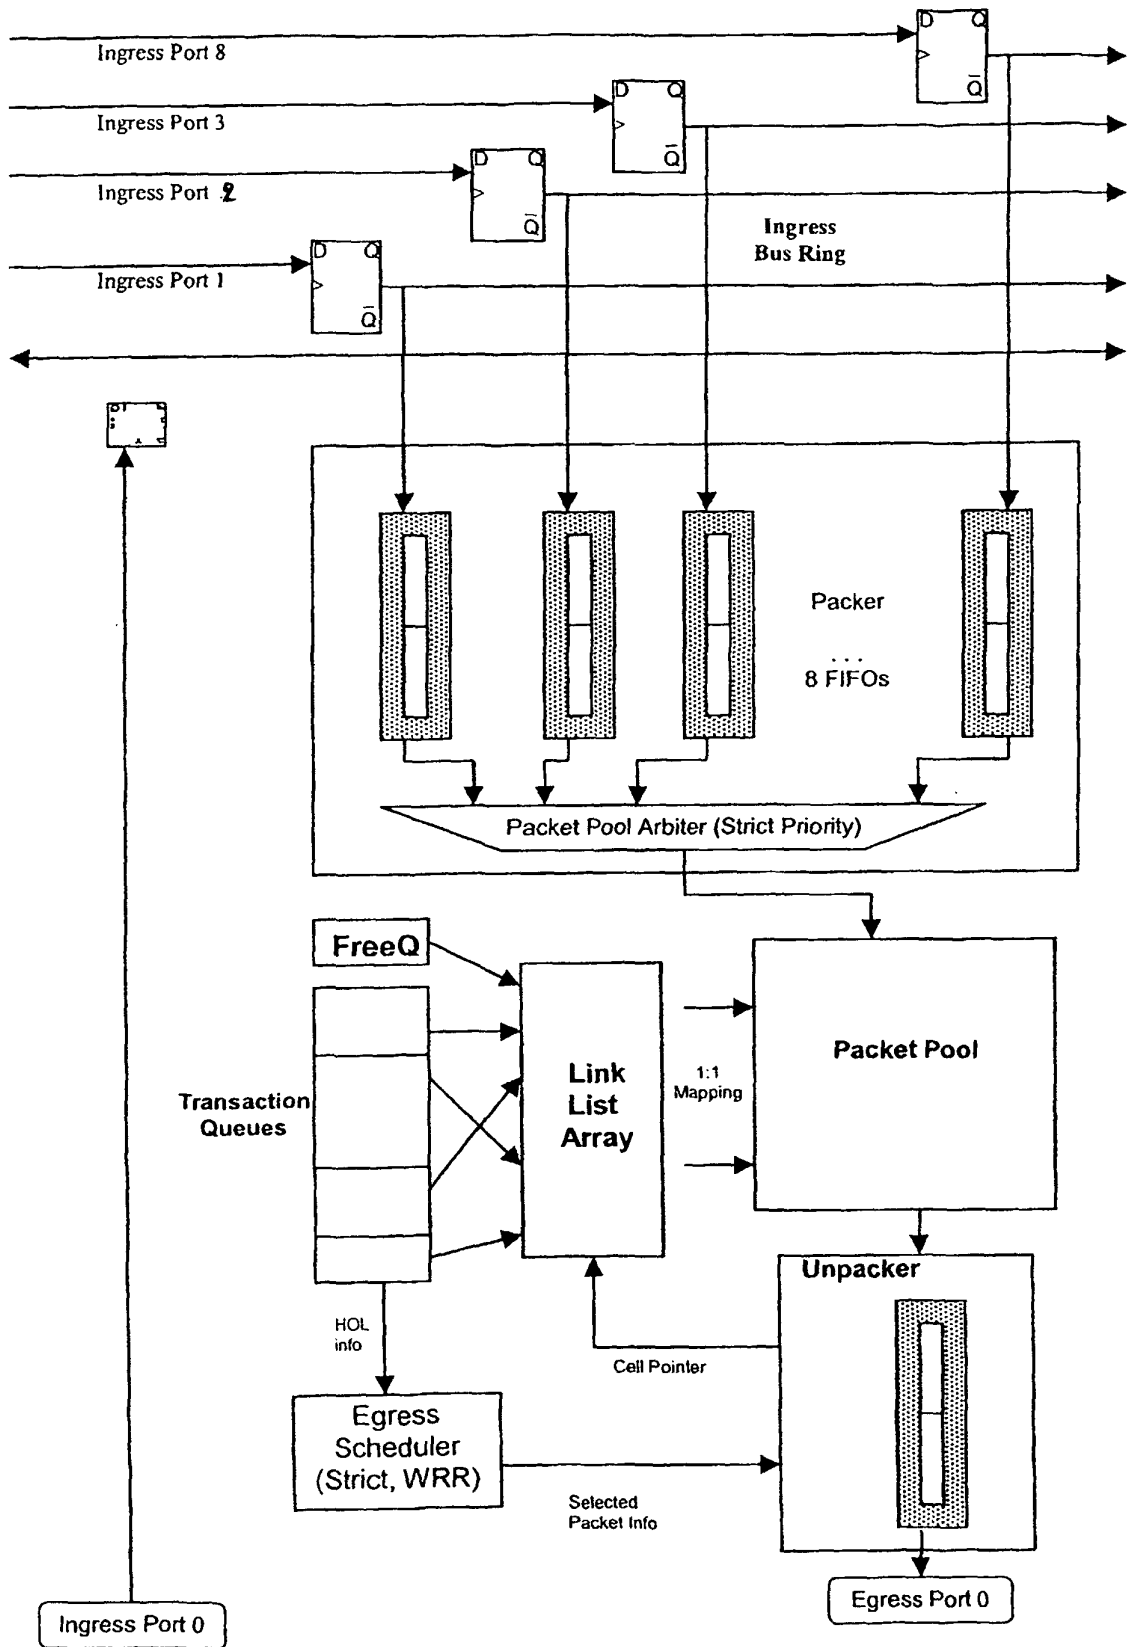 D Q
Ingress Port 8
Q
D Q
Ingress Port 3
Q
D Q
Ingress Port 2
Q
Ingress
Bus Ring
D Q
Ingress Port 1
Q
Packer
. . .
8 FIFOs
Packet Pool Arbiter (Strict Priority)
FreeQ
Transaction
Queues
Link
List
Array
1:1
Mapping
Packet Pool
Unpacker
HOL
info
Cell Pointer
Egress
Scheduler
(Strict, WRR)
Selected
Packet Info
Egress Port 0
Ingress Port 0